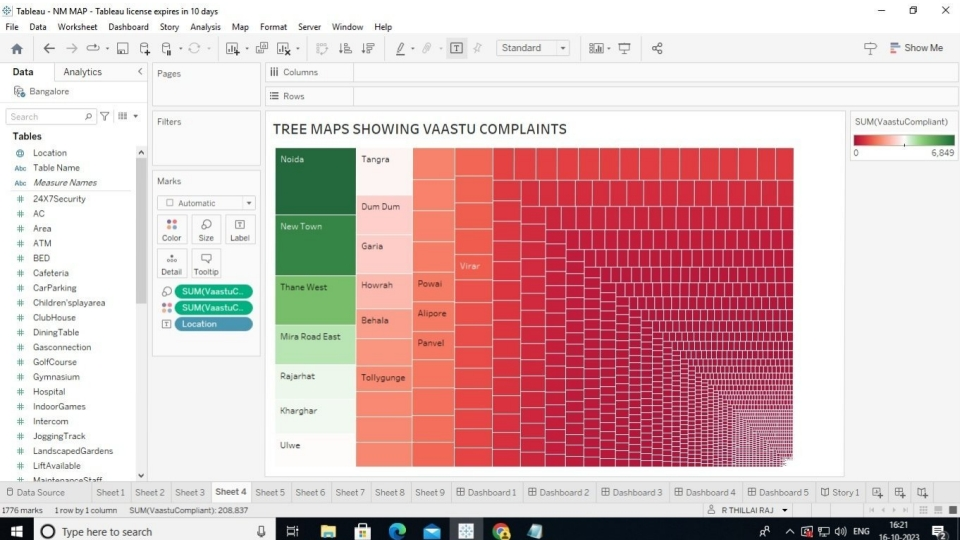 Tableau - NM MAP - Tableau license expires in 10 days
File Data Worksheet Dashboard Story Analysis Map Format Server Window Help
Standard
Show Me
Data Analytics
Bangalore
Search
Tables
Location
Abc Table Name
Abc Measure Names
24X7Security
AC
Area
ATM
BED
Cafeteria
CarParking
Children'splayarea
ClubHouse
DiningTable
Gasconnection
GolfCourse
Gymnasium
Hospital
IndoorGames
Intercom
JoggingTrack
LandscapedGardens
LiftAvailable
MaintenanceStaff
Pages
Filters
Marks
Automatic
Color Size Label
Detail Tooltip
SUM(VaastuC..
SUM(VaastuC..
Location
Columns
Rows
TREE MAPS SHOWING VAASTU COMPLAINTS
Noida
New Town
Thane West
Mira Road East
Rajarhat
Kharghar
Ulwe
Tangra
Dum Dum
Garia
Howrah
Behala
Tollygunge
Powai
Alipore
Panvel
Virar
SUM(VaastuCompliant)
0 6,849
Data Source Sheet 1 Sheet 2 Sheet 3 Sheet 4 Sheet 5 Sheet 6 Sheet 7 Sheet 8 Sheet 9 Dashboard 1 Dashboard 2 Dashboard 3 Dashboard 4 Dashboard 5 Story 1
1776 marks 1 row by 1 column SUM(VaastuCompliant): 208,837
R THILLAI RAJ
Type here to search
ENG
16:21
16-10-2023
2